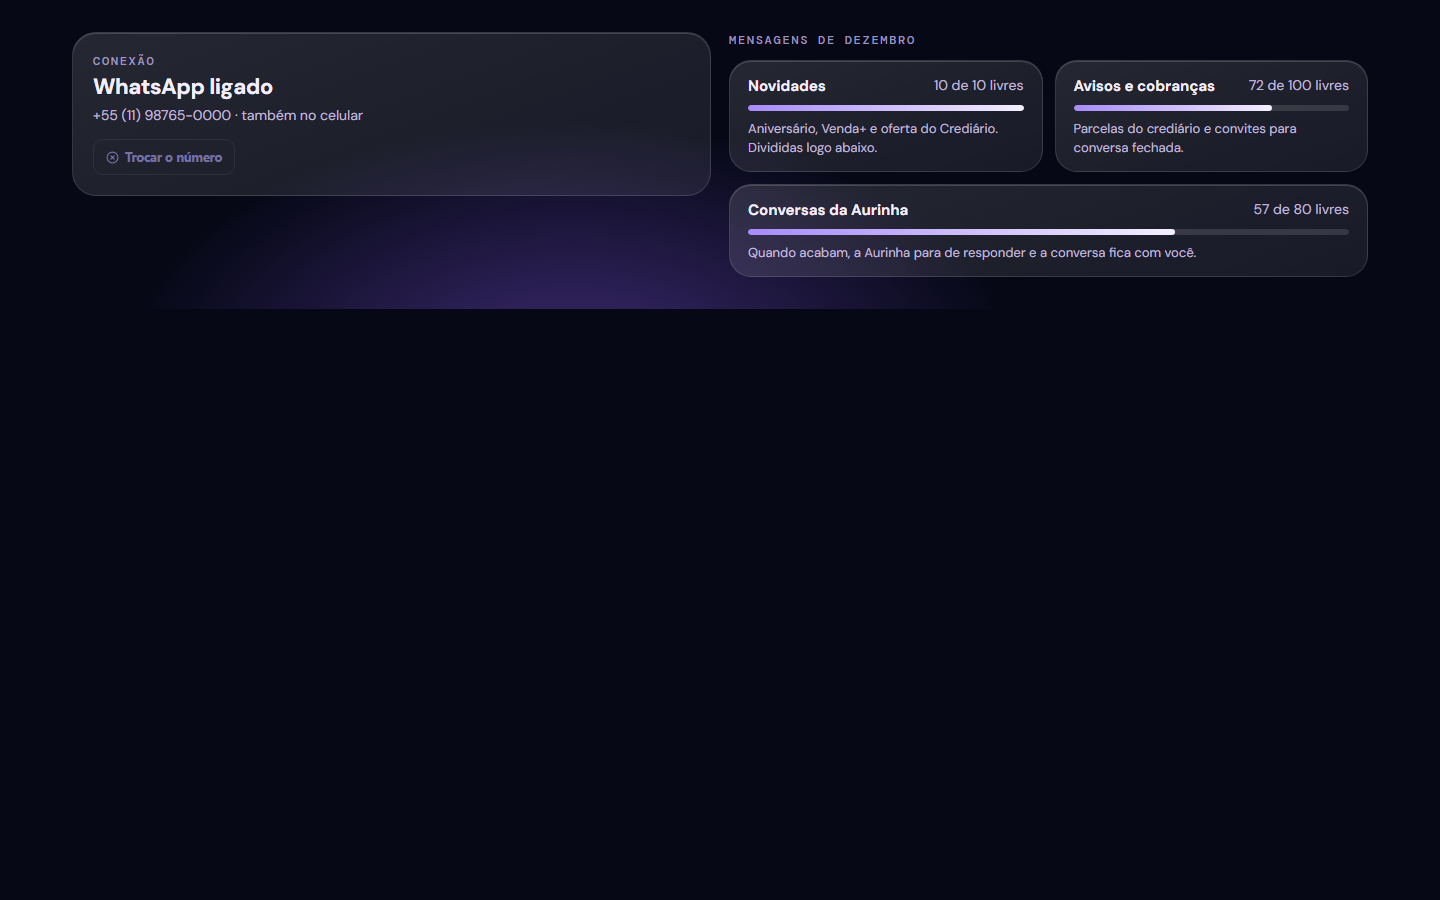 CONEXÃO
WhatsApp ligado
+55 (11) 98765-0000 · também no celular
Trocar o número
MENSAGENS DE DEZEMBRO
Novidades
10 de 10 livres
Aniversário, Venda+ e oferta do Crediário.
Divididas logo abaixo.
Avisos e cobranças
72 de 100 livres
Parcelas do crediário e convites para
conversa fechada.
Conversas da Aurinha
57 de 80 livres
Quando acabam, a Aurinha para de responder e a conversa fica com você.